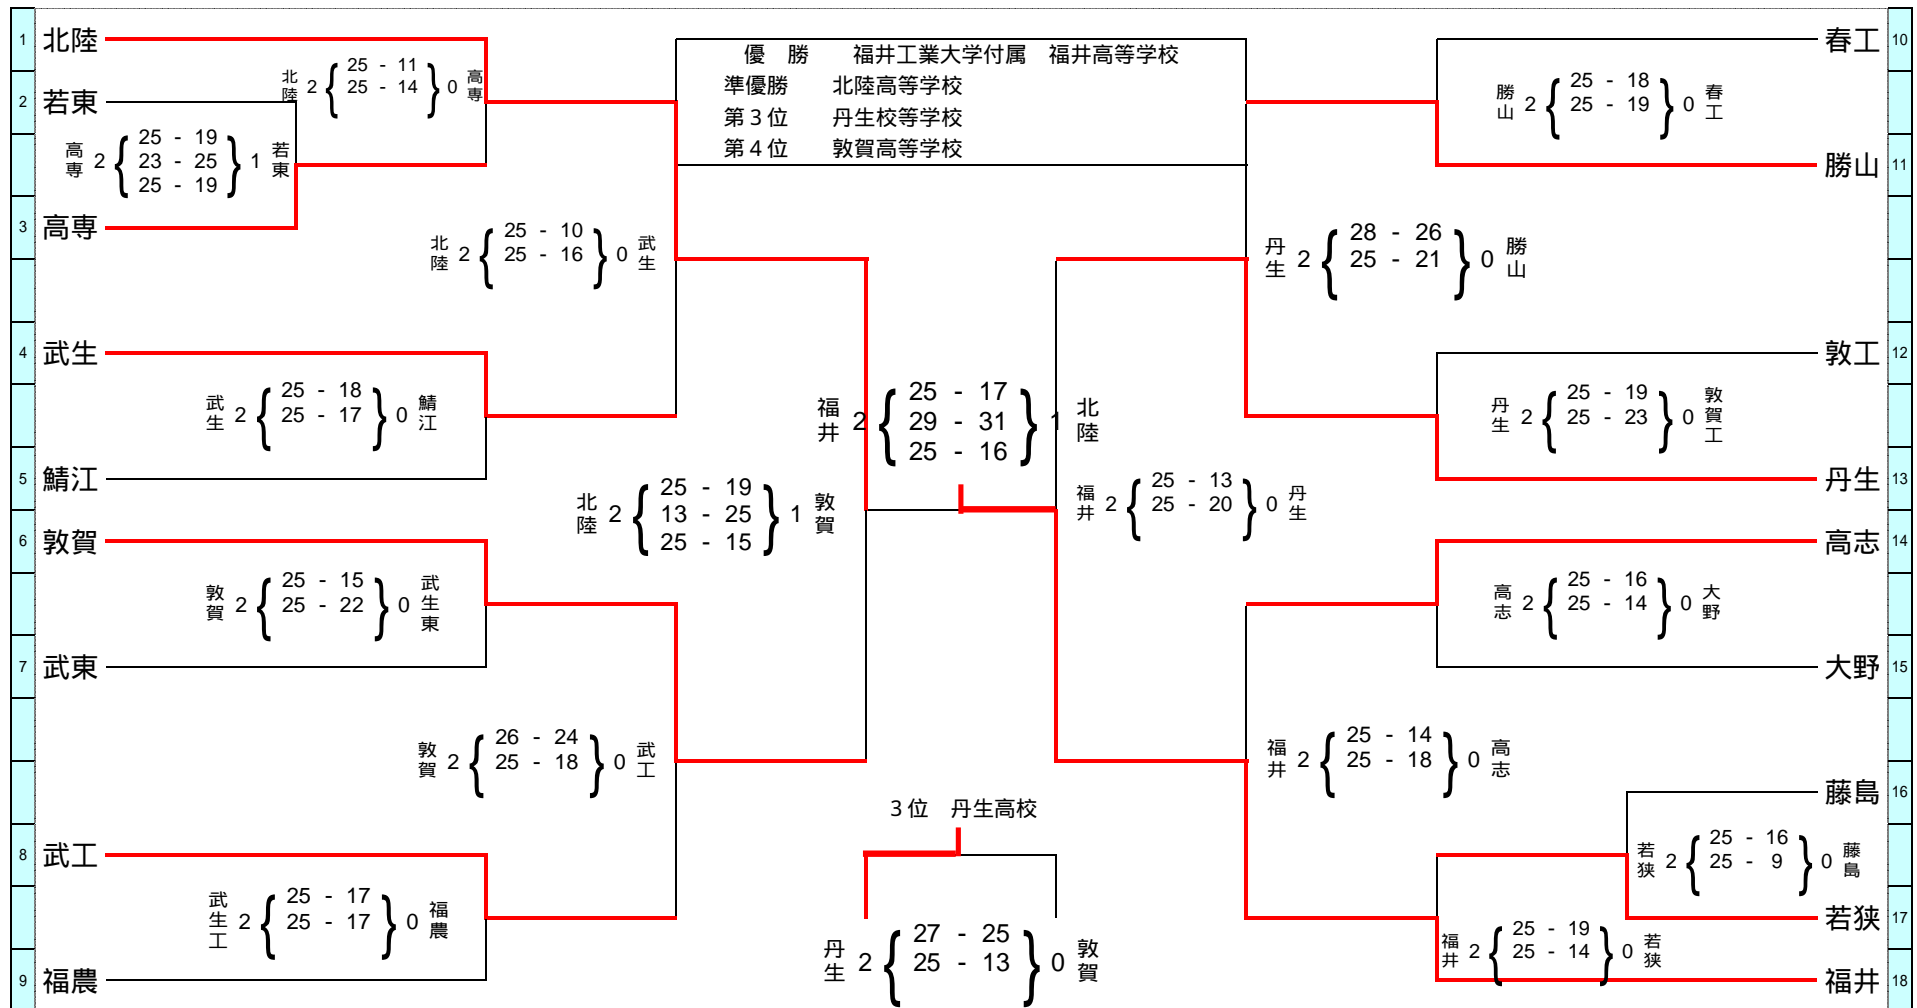 優　勝　　福井工業大学付属　福井高等学校
準優勝　　北陸高等学校
第３位　　丹生校等学校
第４位　　敦賀高等学校
1 北陸
2 若東
3 高専
4 武生
5 鯖江
6 敦賀
7 武東
8 武工
9 福農
北陸 2 { 25 - 11
25 - 14 } 0 高専
高専 2 { 25 - 19
23 - 25
25 - 19 } 1 若東
北陸 2 { 25 - 10
25 - 16 } 0 武生
武生 2 { 25 - 18
25 - 17 } 0 鯖江
北陸 2 { 25 - 19
13 - 25
25 - 15 } 1 敦賀
敦賀 2 { 25 - 15
25 - 22 } 0 武生東
敦賀 2 { 26 - 24
25 - 18 } 0 武工
武生工 2 { 25 - 17
25 - 17 } 0 福農
福井 2 { 25 - 17
29 - 31
25 - 16 } 1 北陸
３位　丹生高校
丹生 2 { 27 - 25
25 - 13 } 0 敦賀
春工 10
勝山 11
敦工 12
丹生 13
高志 14
大野 15
藤島 16
若狭 17
福井 18
勝山 2 { 25 - 18
25 - 19 } 0 春工
丹生 2 { 28 - 26
25 - 21 } 0 勝山
丹生 2 { 25 - 19
25 - 23 } 0 敦賀工
福井 2 { 25 - 13
25 - 20 } 0 丹生
高志 2 { 25 - 16
25 - 14 } 0 大野
福井 2 { 25 - 14
25 - 18 } 0 高志
若狭 2 { 25 - 16
25 - 9 } 0 藤島
福井 2 { 25 - 19
25 - 14 } 0 若狭